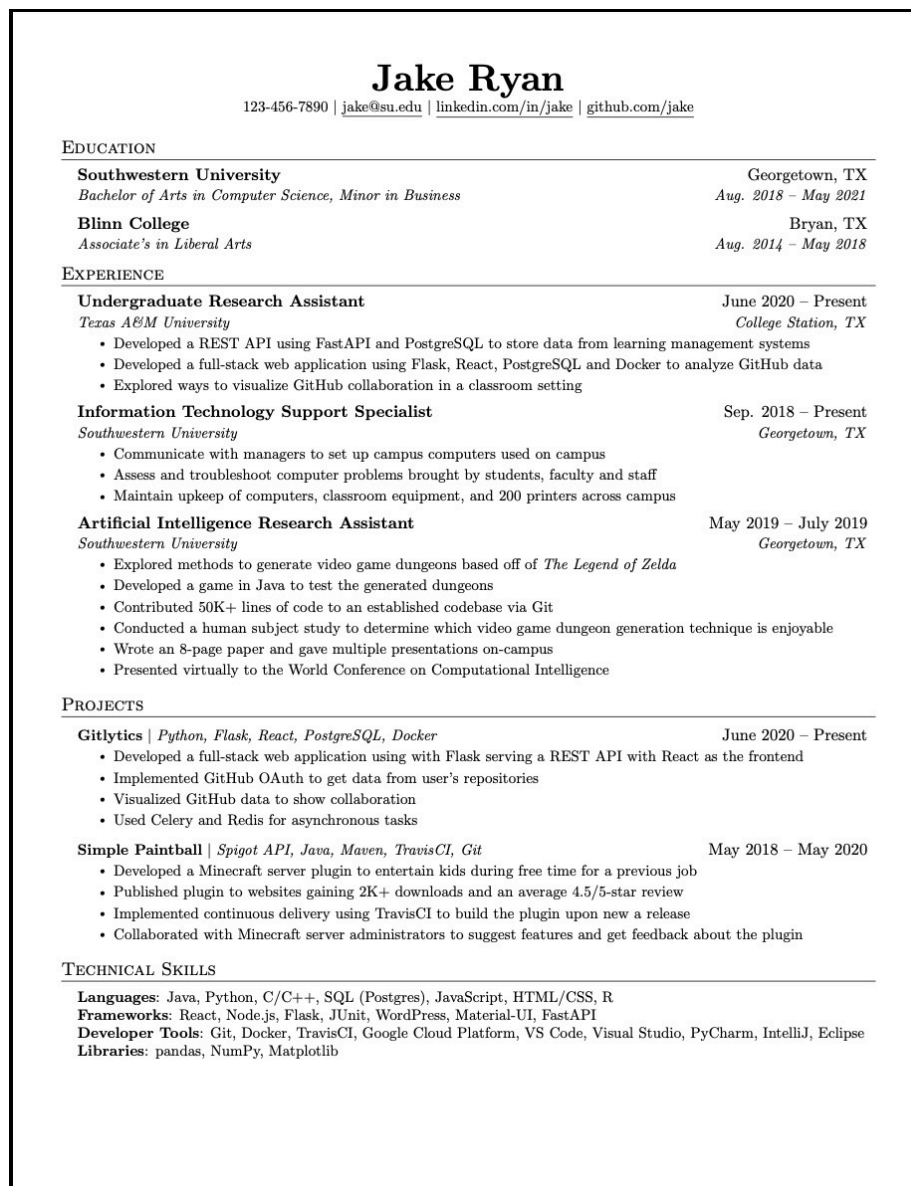 Jake Ryan
123-456-7890 | jake@su.edu | linkedin.com/in/jake | github.com/jake
EDUCATION
Southwestern University Georgetown, TX
Bachelor of Arts in Computer Science, Minor in Business Aug. 2018 – May 2021
Blinn College Bryan, TX
Associate's in Liberal Arts Aug. 2014 – May 2018
EXPERIENCE
Undergraduate Research Assistant June 2020 – Present
Texas A&M University College Station, TX
• Developed a REST API using FastAPI and PostgreSQL to store data from learning management systems
• Developed a full-stack web application using Flask, React, PostgreSQL and Docker to analyze GitHub data
• Explored ways to visualize GitHub collaboration in a classroom setting
Information Technology Support Specialist Sep. 2018 – Present
Southwestern University Georgetown, TX
• Communicate with managers to set up campus computers used on campus
• Assess and troubleshoot computer problems brought by students, faculty and staff
• Maintain upkeep of computers, classroom equipment, and 200 printers across campus
Artificial Intelligence Research Assistant May 2019 – July 2019
Southwestern University Georgetown, TX
• Explored methods to generate video game dungeons based off of The Legend of Zelda
• Developed a game in Java to test the generated dungeons
• Contributed 50K+ lines of code to an established codebase via Git
• Conducted a human subject study to determine which video game dungeon generation technique is enjoyable
• Wrote an 8-page paper and gave multiple presentations on-campus
• Presented virtually to the World Conference on Computational Intelligence
PROJECTS
Gitlytics | Python, Flask, React, PostgreSQL, Docker June 2020 – Present
• Developed a full-stack web application using with Flask serving a REST API with React as the frontend
• Implemented GitHub OAuth to get data from user's repositories
• Visualized GitHub data to show collaboration
• Used Celery and Redis for asynchronous tasks
Simple Paintball | Spigot API, Java, Maven, TravisCI, Git May 2018 – May 2020
• Developed a Minecraft server plugin to entertain kids during free time for a previous job
• Published plugin to websites gaining 2K+ downloads and an average 4.5/5-star review
• Implemented continuous delivery using TravisCI to build the plugin upon new a release
• Collaborated with Minecraft server administrators to suggest features and get feedback about the plugin
TECHNICAL SKILLS
Languages: Java, Python, C/C++, SQL (Postgres), JavaScript, HTML/CSS, R
Frameworks: React, Node.js, Flask, JUnit, WordPress, Material-UI, FastAPI
Developer Tools: Git, Docker, TravisCI, Google Cloud Platform, VS Code, Visual Studio, PyCharm, IntelliJ, Eclipse
Libraries: pandas, NumPy, Matplotlib